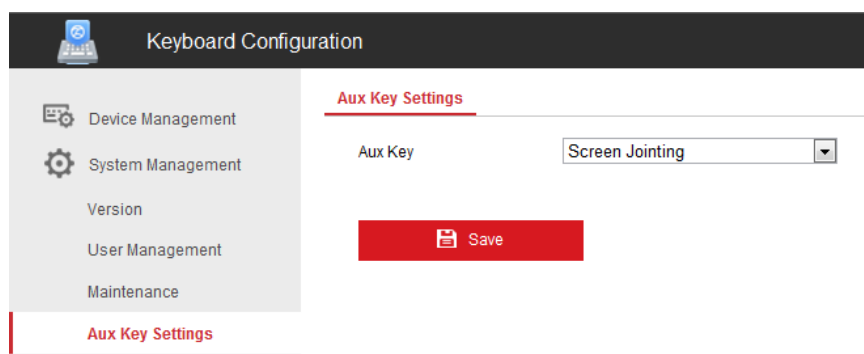 Keyboard Configuration
Device Management
System Management
Version
User Management
Maintenance
Aux Key Settings
Aux Key Settings
Aux Key
Screen Jointing
Save